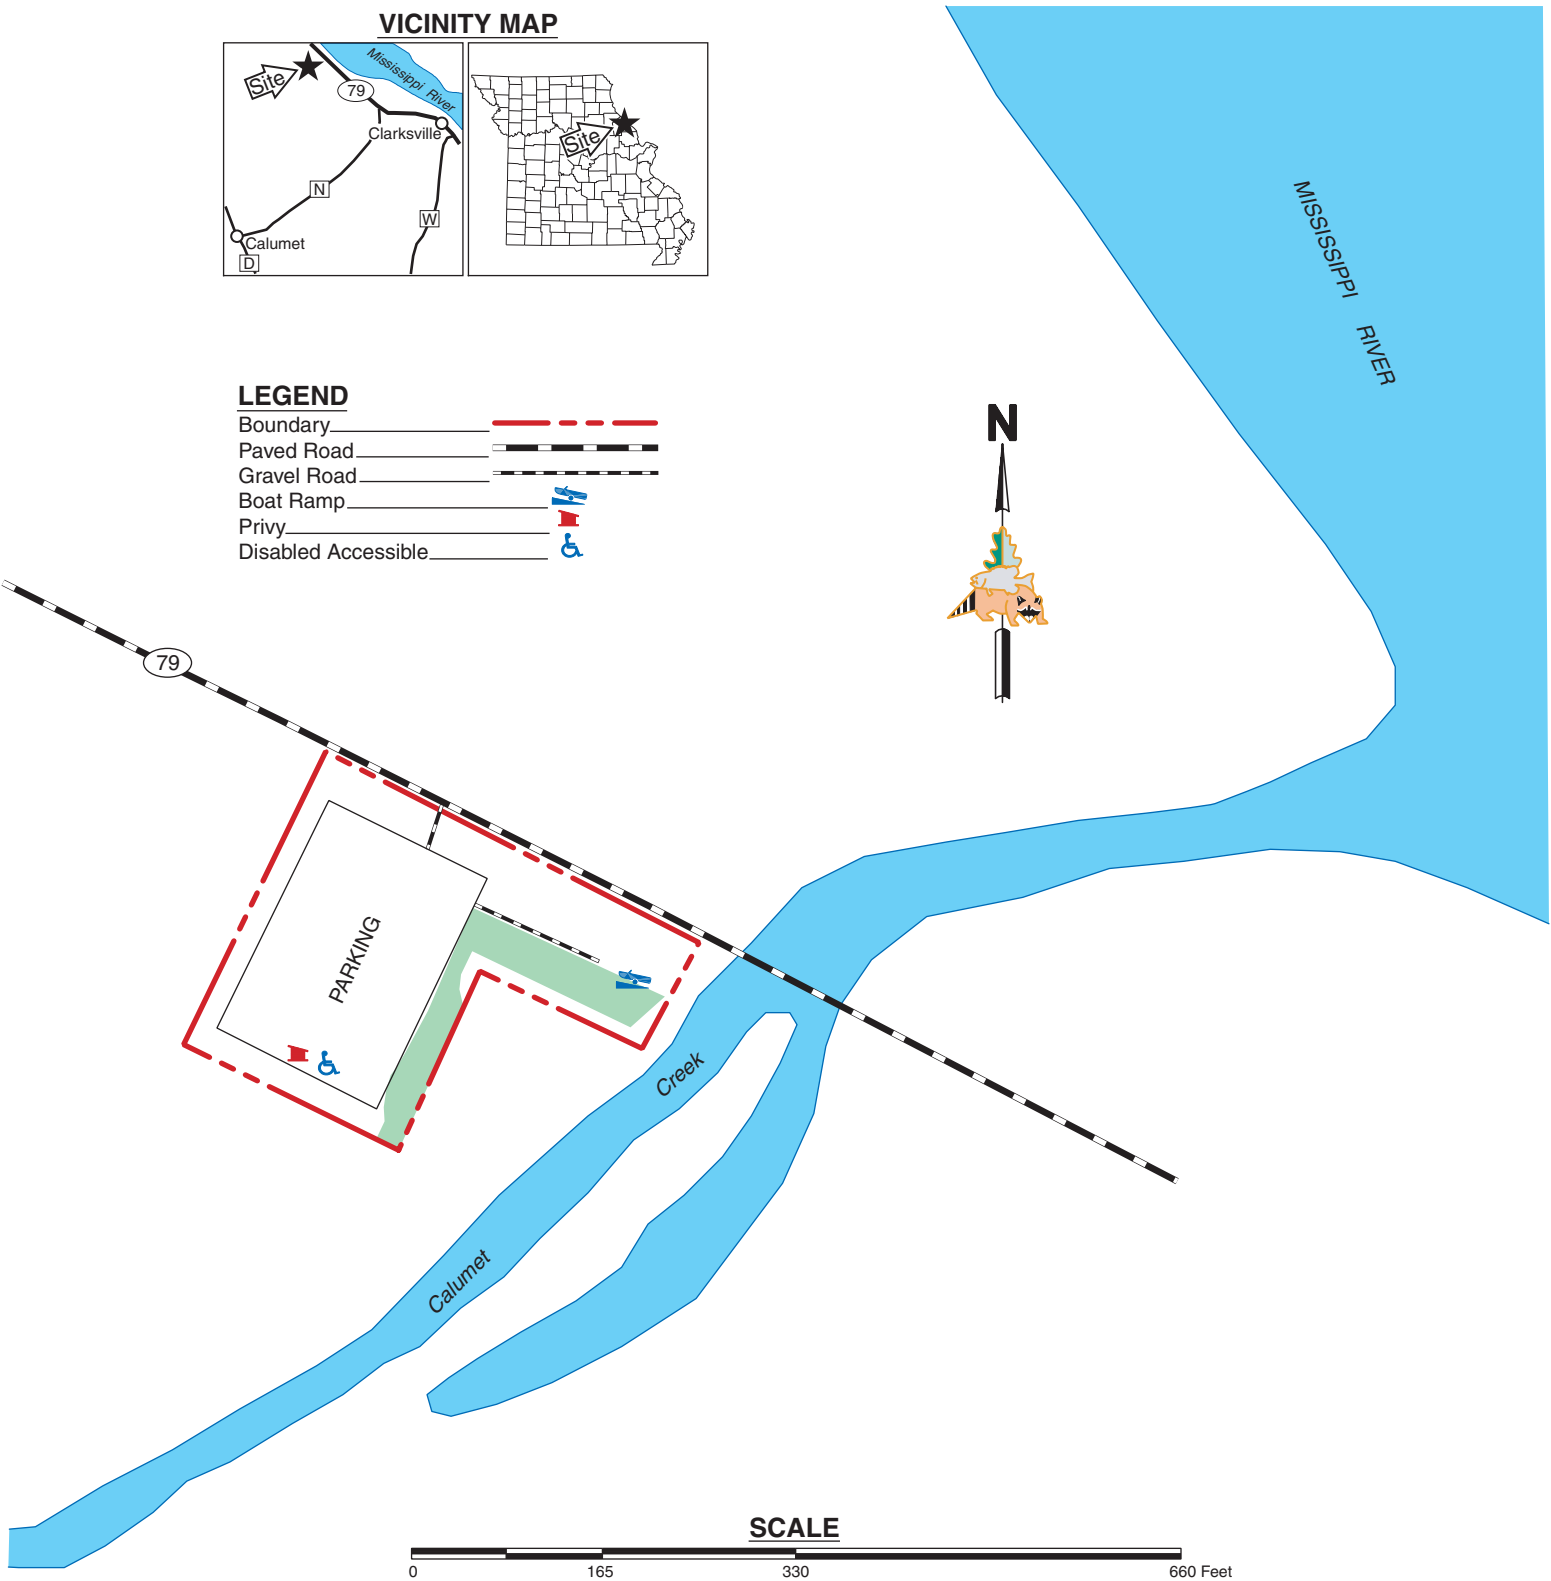 VICINITY MAP
Site
79
Mississippi River
Clarksville
N
W
Calumet
D
Site
LEGEND
Boundary
Paved Road
Gravel Road
Boat Ramp
Privy
Disabled Accessible
N
MISSISSIPPI RIVER
79
PARKING
Creek
Calumet
SCALE
0 165 330 660 Feet